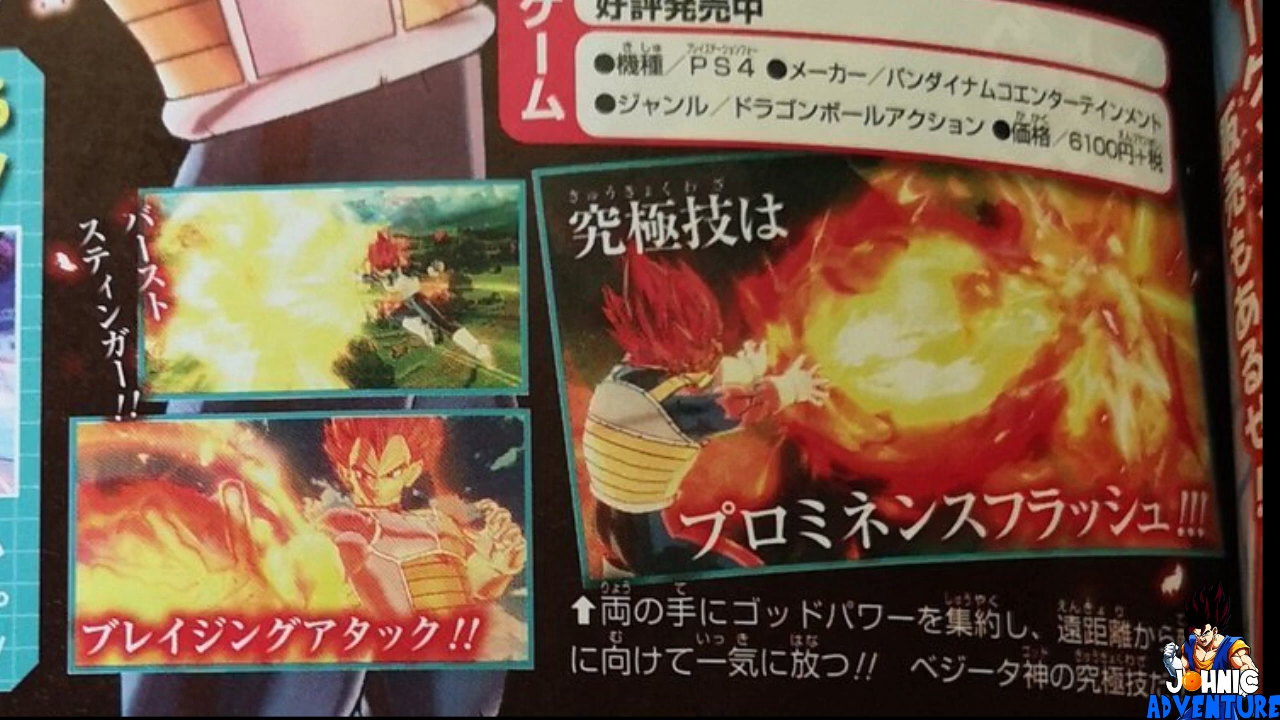 ゲーム
好評発売中
●機種／PS4 ●メーカー／バンダイナムコエンターテインメント
●ジャンル／ドラゴンボールアクション ●価格／6100円+税
バースト
スティンガー!!
究極技は
プロミネンスフラッシュ!!!
ブレイジングアタック!!
⬆両の手にゴッドパワーを集約し、遠距離から
に向けて一気に放つ!! ベジータ神の究極技だ
売もあるぜ!!
JOHNIC
ADVENTURE